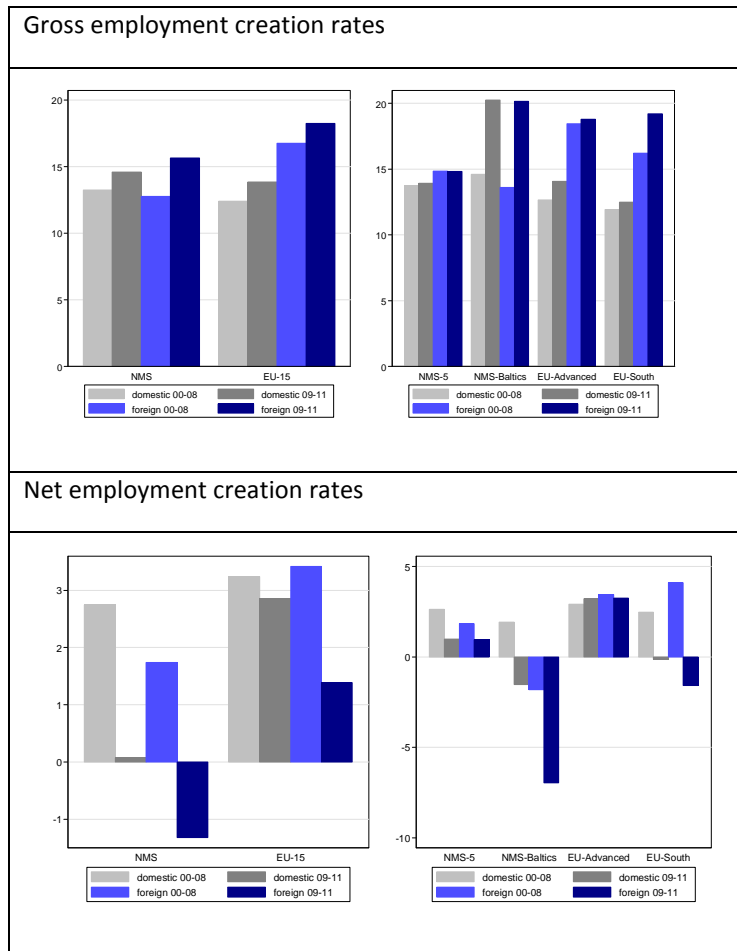 Gross employment creation rates
20
15
10
5
0
NMS EU-15
domestic 00-08 domestic 09-11
foreign 00-08 foreign 09-11
20
15
10
5
0
NMS-5 NMS-Baltics EU-Advanced EU-South
domestic 00-08 domestic 09-11
foreign 00-08 foreign 09-11
Net employment creation rates
3
2
1
0
-1
NMS EU-15
domestic 00-08 domestic 09-11
foreign 00-08 foreign 09-11
5
0
-5
-10
NMS-5 NMS-Baltics EU-Advanced EU-South
domestic 00-08 domestic 09-11
foreign 00-08 foreign 09-11